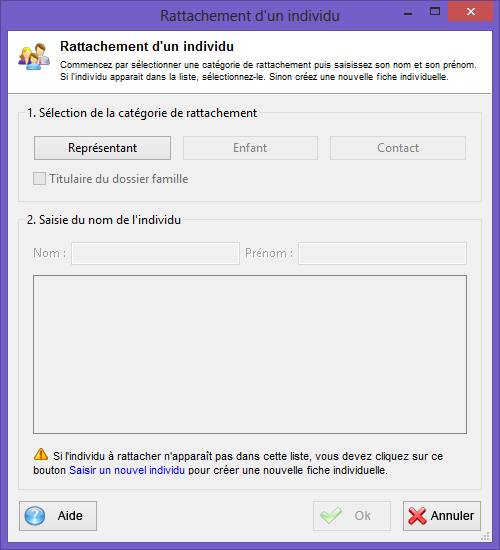 Rattachement d'un individu
Rattachement d'un individu
Commencez par sélectionner une catégorie de rattachement puis saisissez son nom et son prénom.
Si l'individu apparait dans la liste, sélectionnez-le. Sinon créez une nouvelle fiche individuelle.
1. Sélection de la catégorie de rattachement
Représentant Enfant Contact
Titulaire du dossier famille
2. Saisie du nom de l'individu
Nom : Prénom :
Si l'individu à rattacher n'apparaît pas dans cette liste, vous devez cliquez sur ce
bouton Saisir un nouvel individu pour créer une nouvelle fiche individuelle.
Aide Ok Annuler